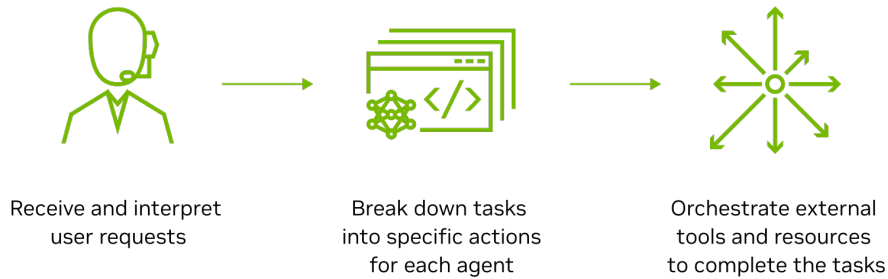 Receive and interpret
user requests
Break down tasks
into specific actions
for each agent
Orchestrate external
tools and resources
to complete the tasks